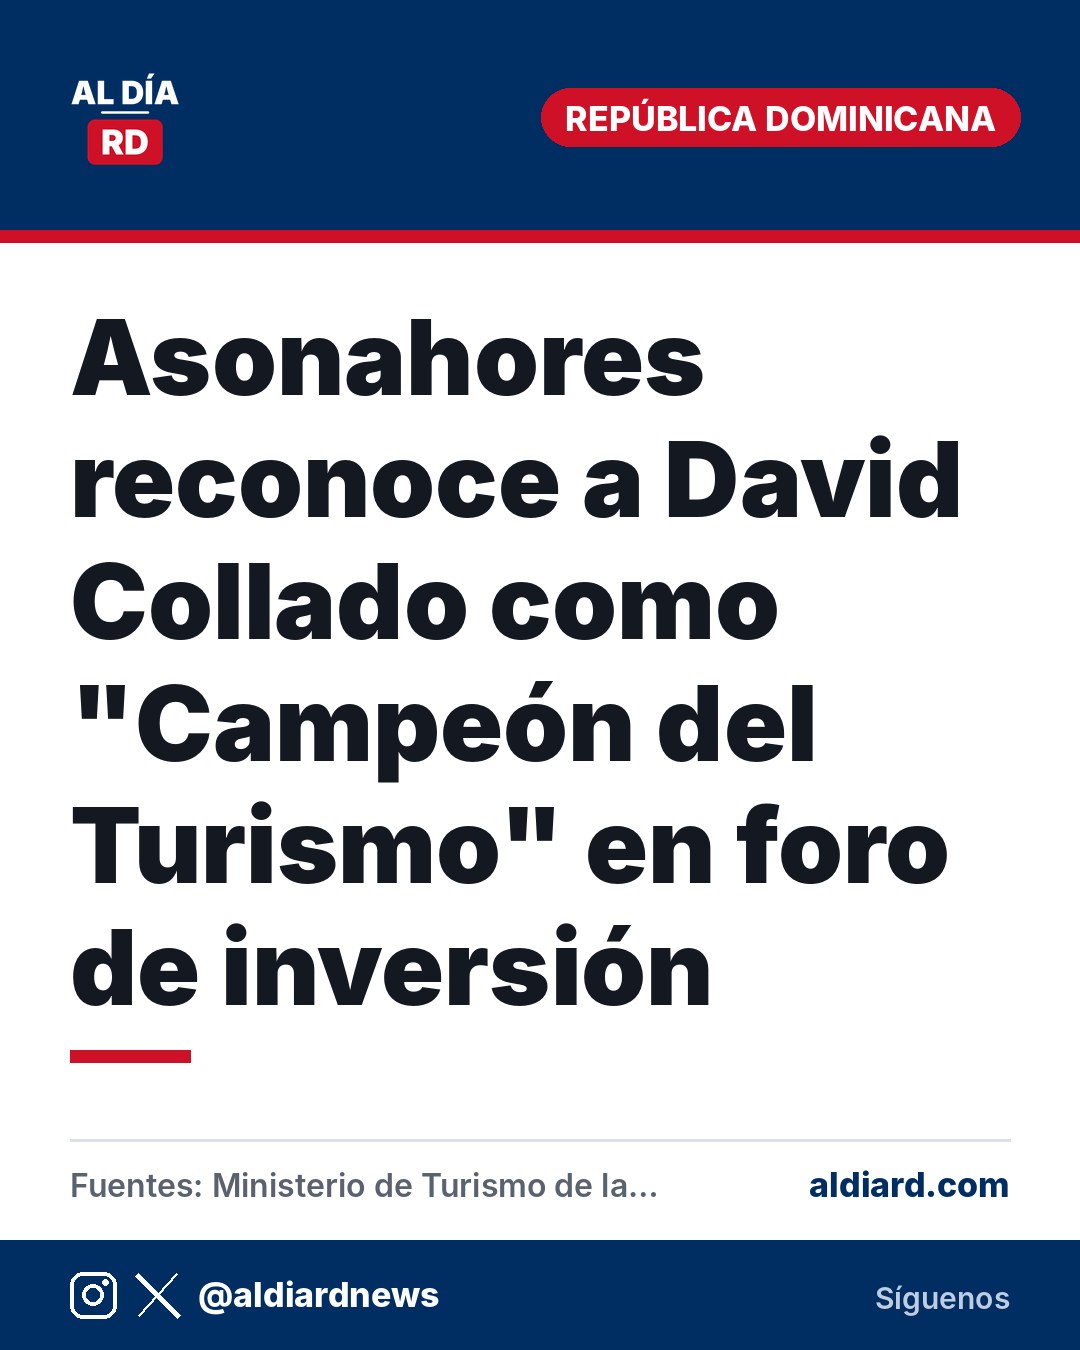 AL DÍA
RD
REPÚBLICA DOMINICANA
Asonahores
reconoce a David
Collado como
"Campeón del
Turismo" en foro
de inversión
Fuentes: Ministerio de Turismo de la...
aldiard.com
@aldiardnews
Síguenos